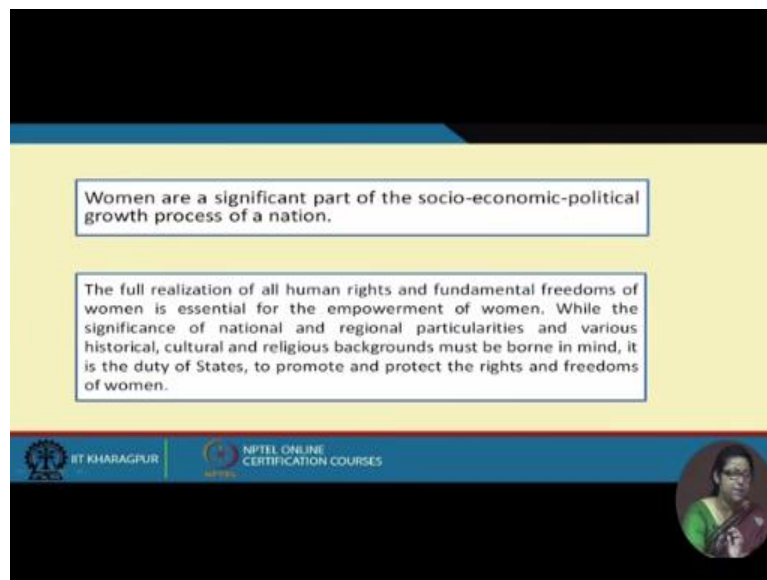 Women are a significant part of the socio-economic-political
growth process of a nation.
The full realization of all human rights and fundamental freedoms of
women is essential for the empowerment of women. While the
significance of national and regional particularities and various
historical, cultural and religious backgrounds must be borne in mind, it
is the duty of States, to promote and protect the rights and freedoms
of women.
IIT KHARAGPUR
NPTEL
NPTEL ONLINE
CERTIFICATION COURSES